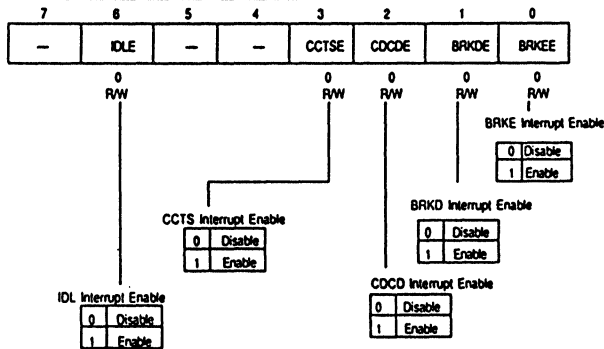 7 6 5 4 3 2 1 0
— IDLE — — CCTSE CDCDE BRKDE BRKEE
0 0 0 0 0
R/W R/W R/W R/W R/W
BRKE Interrupt Enable
0 Disable
1 Enable
BRKD Interrupt Enable
0 Disable
1 Enable
CCTS Interrupt Enable
0 Disable
1 Enable
CDCD Interrupt Enable
0 Disable
1 Enable
IDL Interrupt Enable
0 Disable
1 Enable